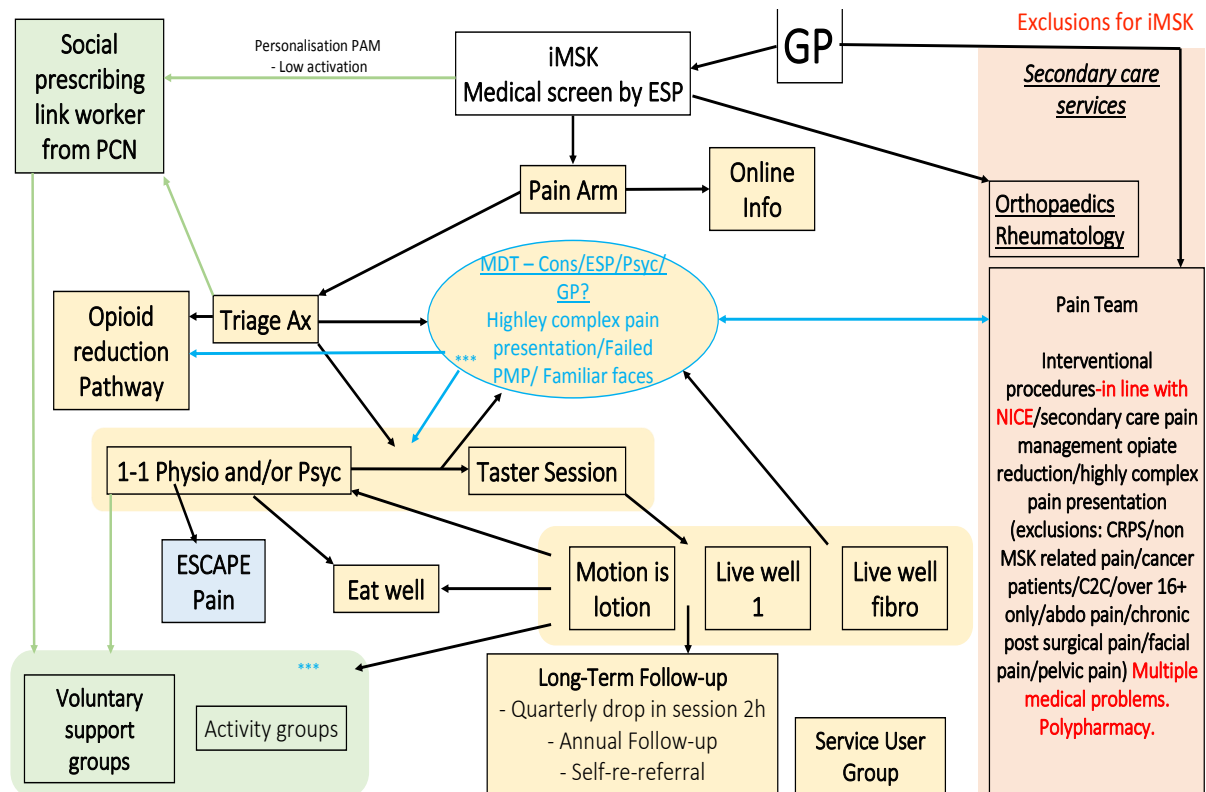 Social
prescribing
link worker
from PCN
Personalisation PAM
- Low activation
iMSK
Medical screen by ESP
GP
Exclusions for iMSK
Secondary care
services
Pain Arm
Online
Info
Orthopaedics
Rheumatology
Opioid
reduction
Pathway
Triage Ax
MDT – Cons/ESP/Psyc/
GP?
Highley complex pain
presentation/Failed
PMP/ Familiar faces
***
Pain Team
Interventional
procedures-in line with
NICE/secondary care pain
management opiate
reduction/highly complex
pain presentation
(exclusions: CRPS/non
MSK related pain/cancer
patients/C2C/over 16+
only/abdo pain/chronic
post surgical pain/facial
pain/pelvic pain) Multiple
medical problems.
Polypharmacy.
1-1 Physio and/or Psyc
Taster Session
ESCAPE
Pain
Eat well
Motion is
lotion
Live well
1
Live well
fibro
***
Voluntary
support
groups
Activity groups
Long-Term Follow-up
- Quarterly drop in session 2h
- Annual Follow-up
- Self-re-referral
Service User
Group